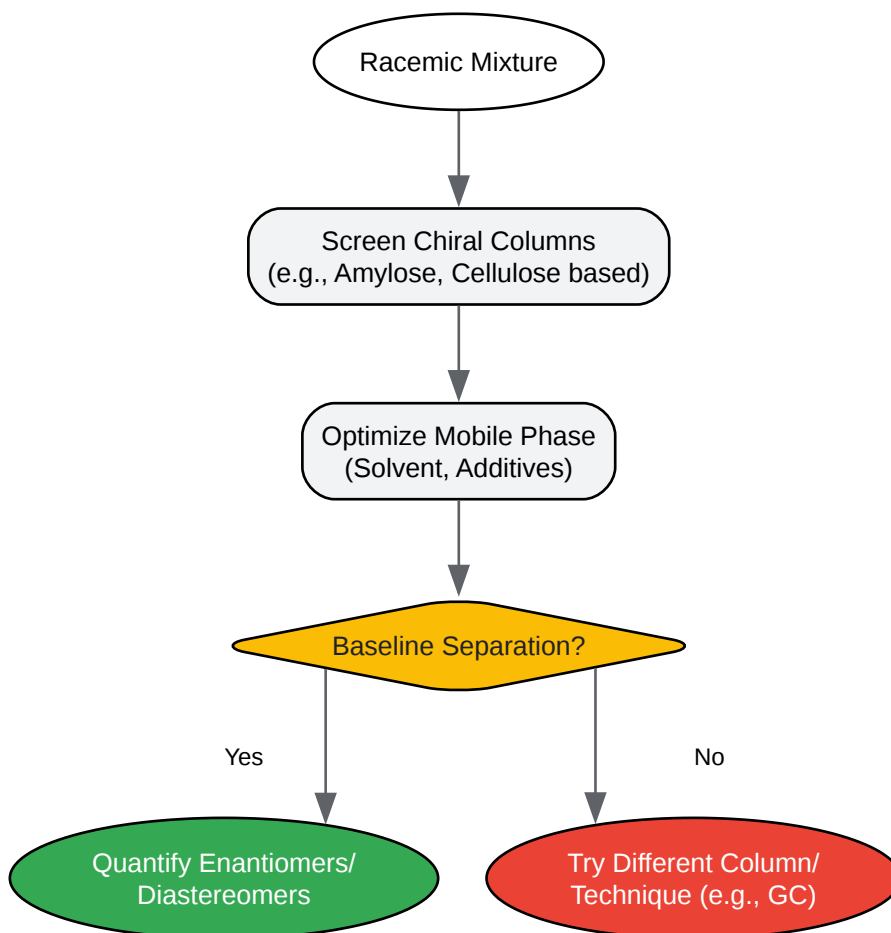 Racemic Mixture
Screen Chiral Columns
(e.g., Amylose, Cellulose based)
Optimize Mobile Phase
(Solvent, Additives)
Baseline Separation?
Yes
No
Quantify Enantiomers/
Diastereomers
Try Different Column/
Technique (e.g., GC)